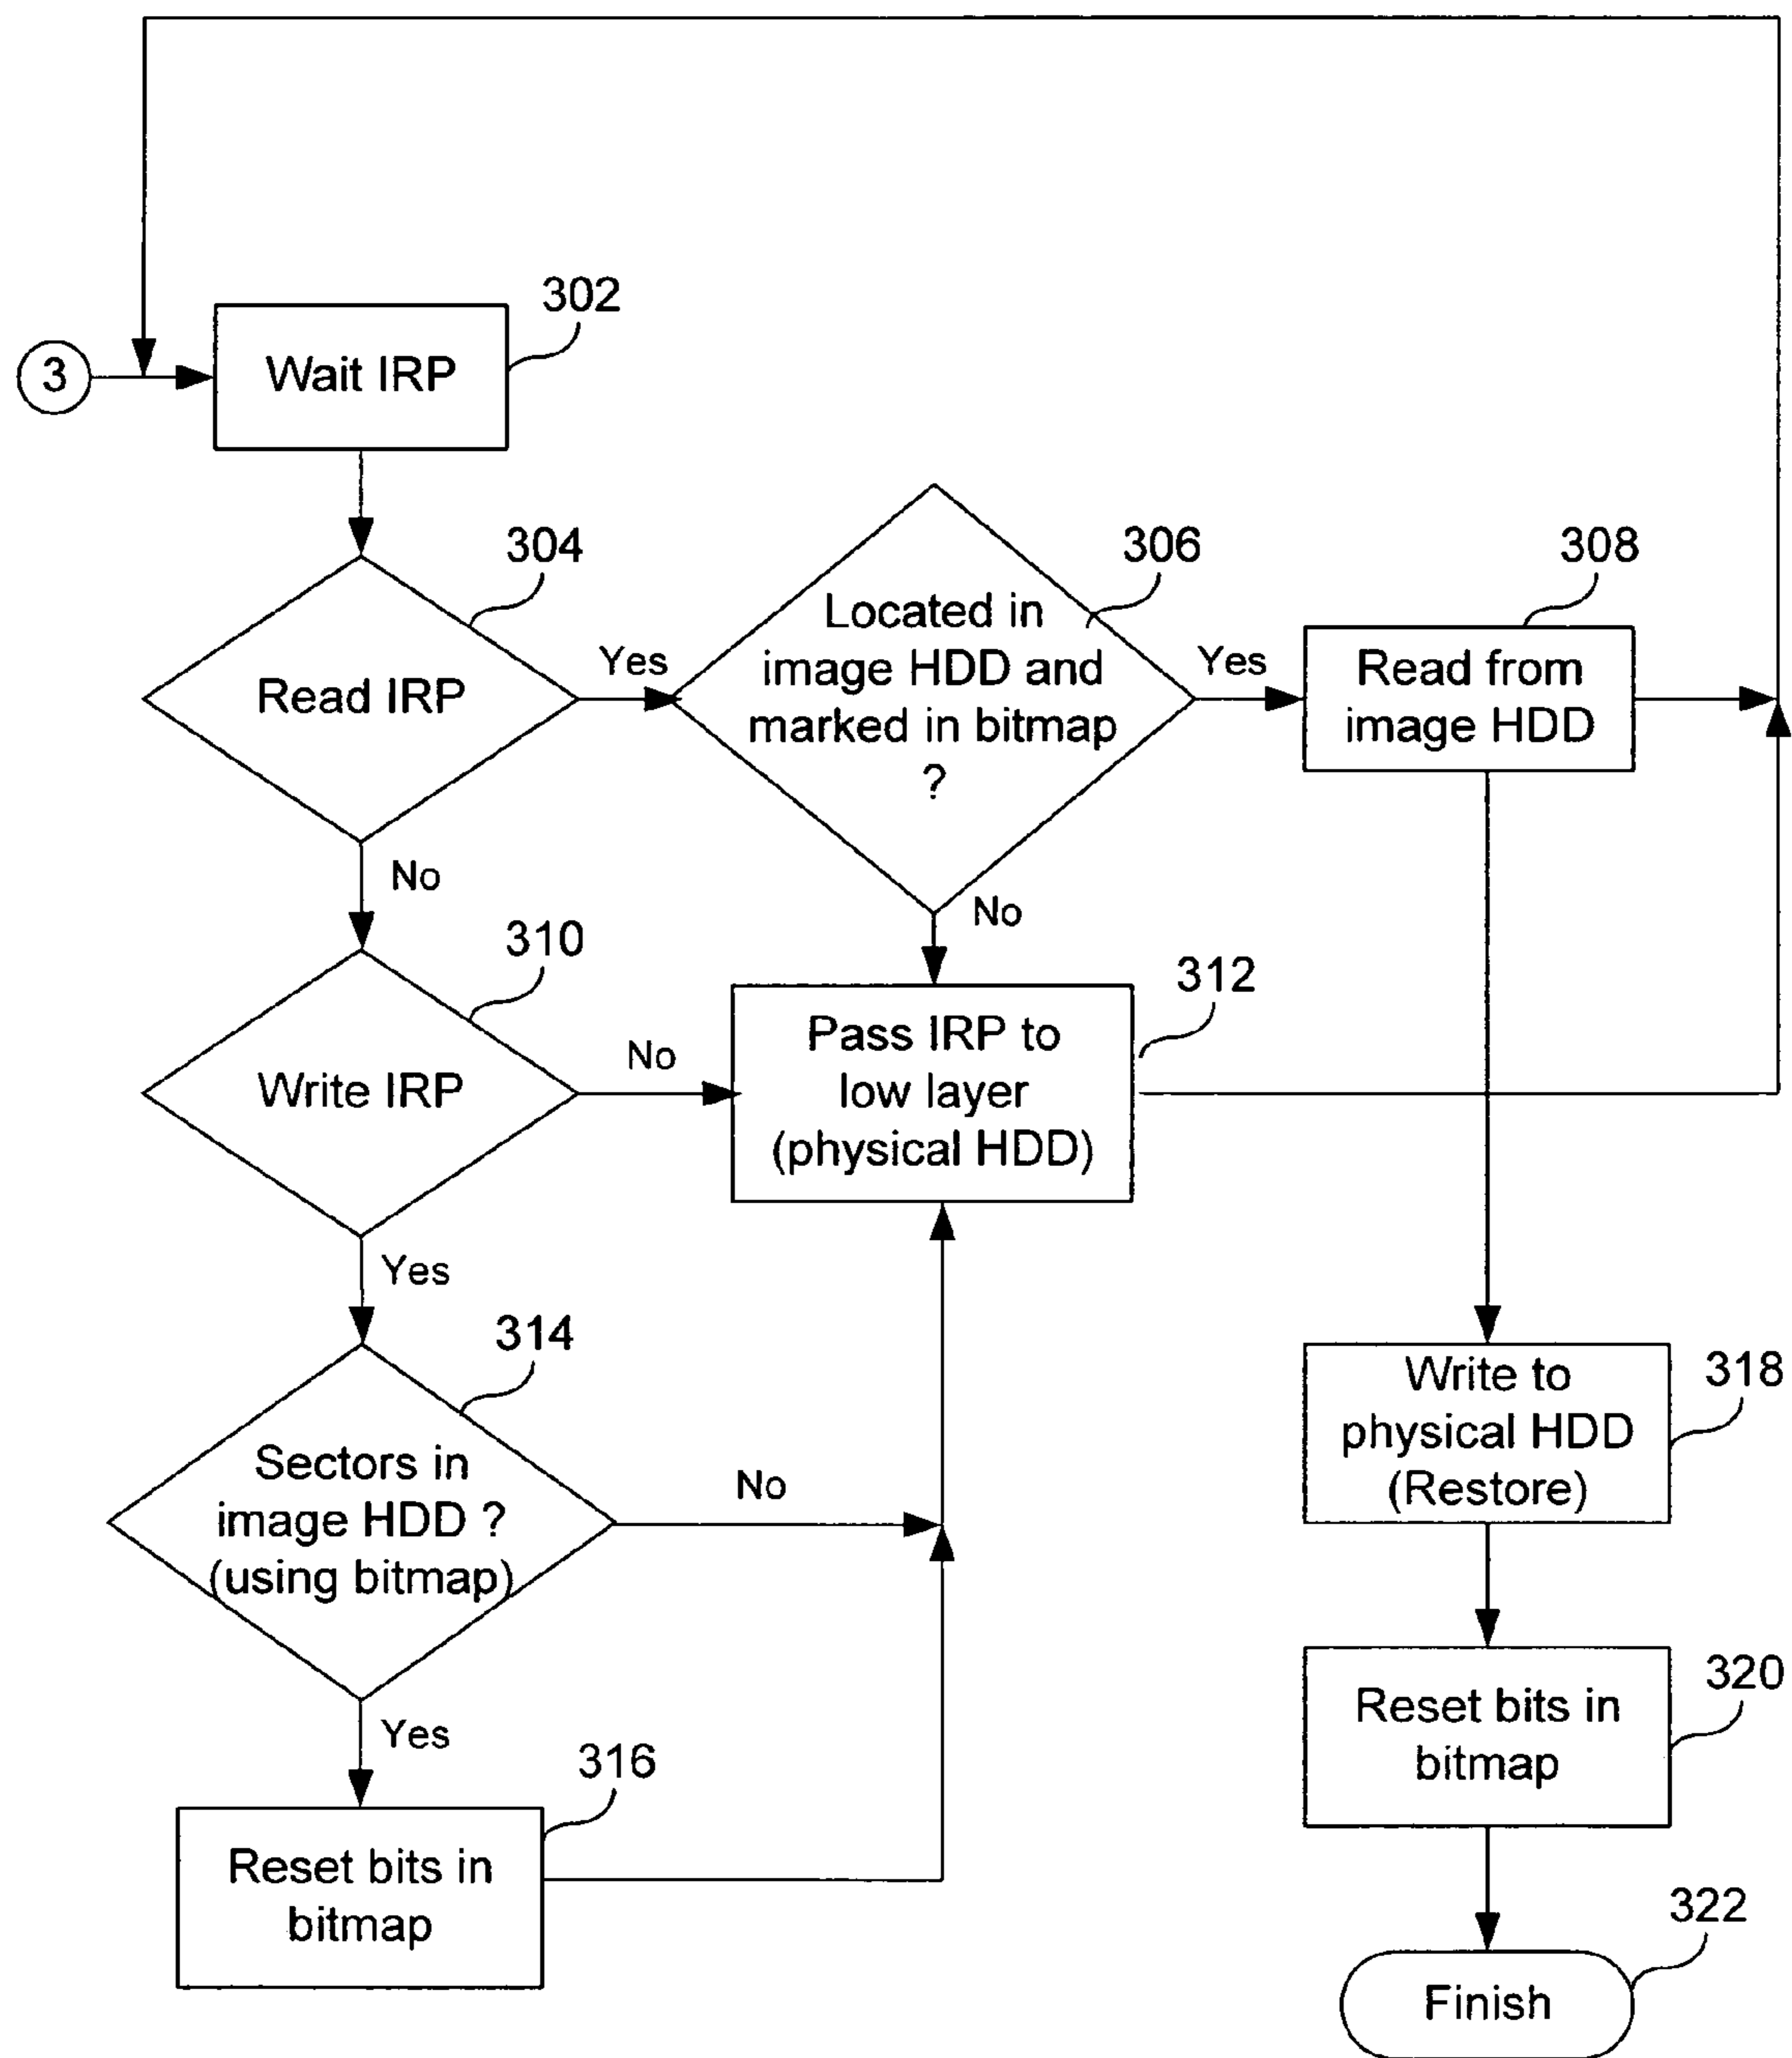 302
3
Wait IRP
304
306
308
Read IRP
Yes
Located in
image HDD and
marked in bitmap
?
Yes
Read from
image HDD
No
No
310
312
Write IRP
No
Pass IRP to
low layer
(physical HDD)
Yes
314
318
Write to
physical HDD
(Restore)
Sectors in
image HDD ?
(using bitmap)
No
320
Yes
Reset bits in
bitmap
316
Reset bits in
bitmap
322
Finish